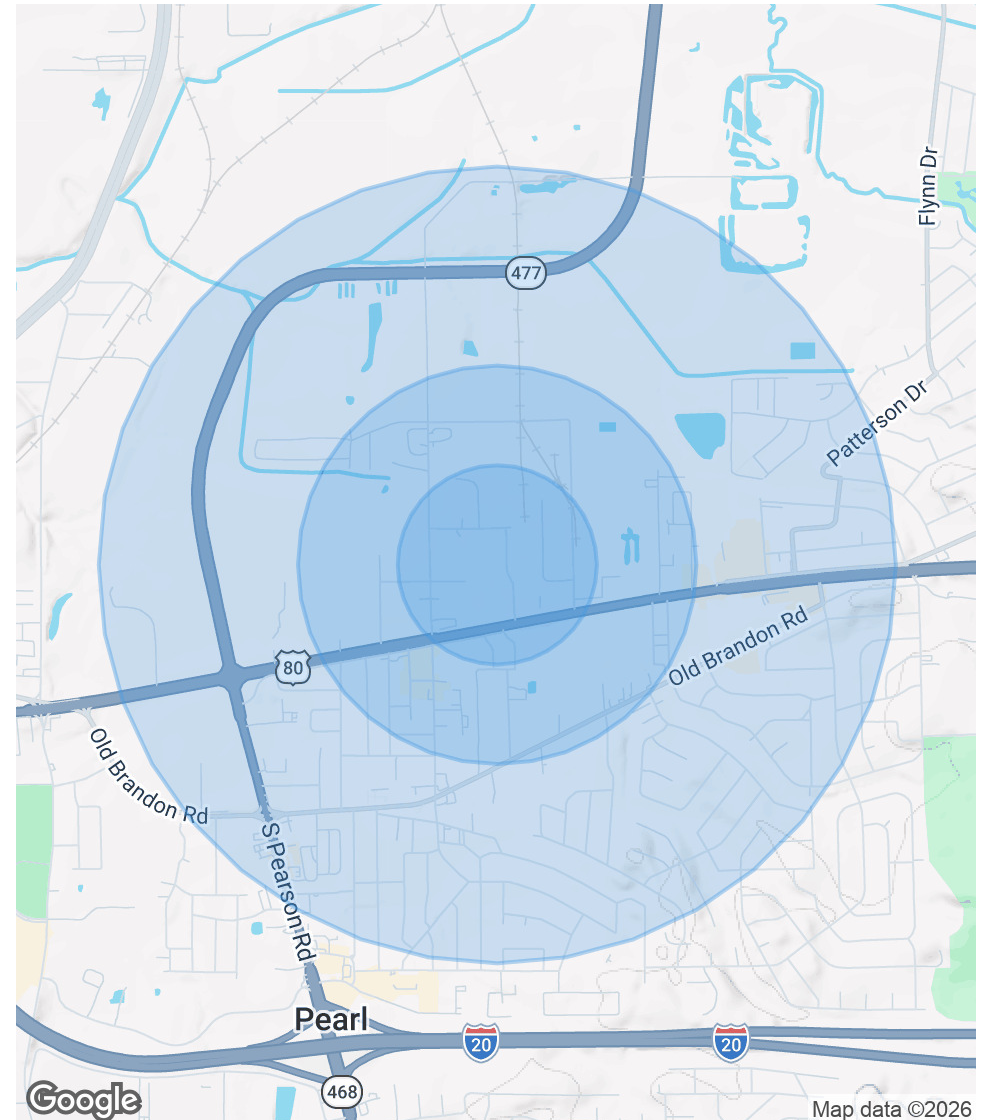 Flynn Dr
477
Patterson Dr
80
Old Brandon Rd
Old Brandon Rd
S Pearson Rd
Pearl
20
20
468
Google
Map data ©2026